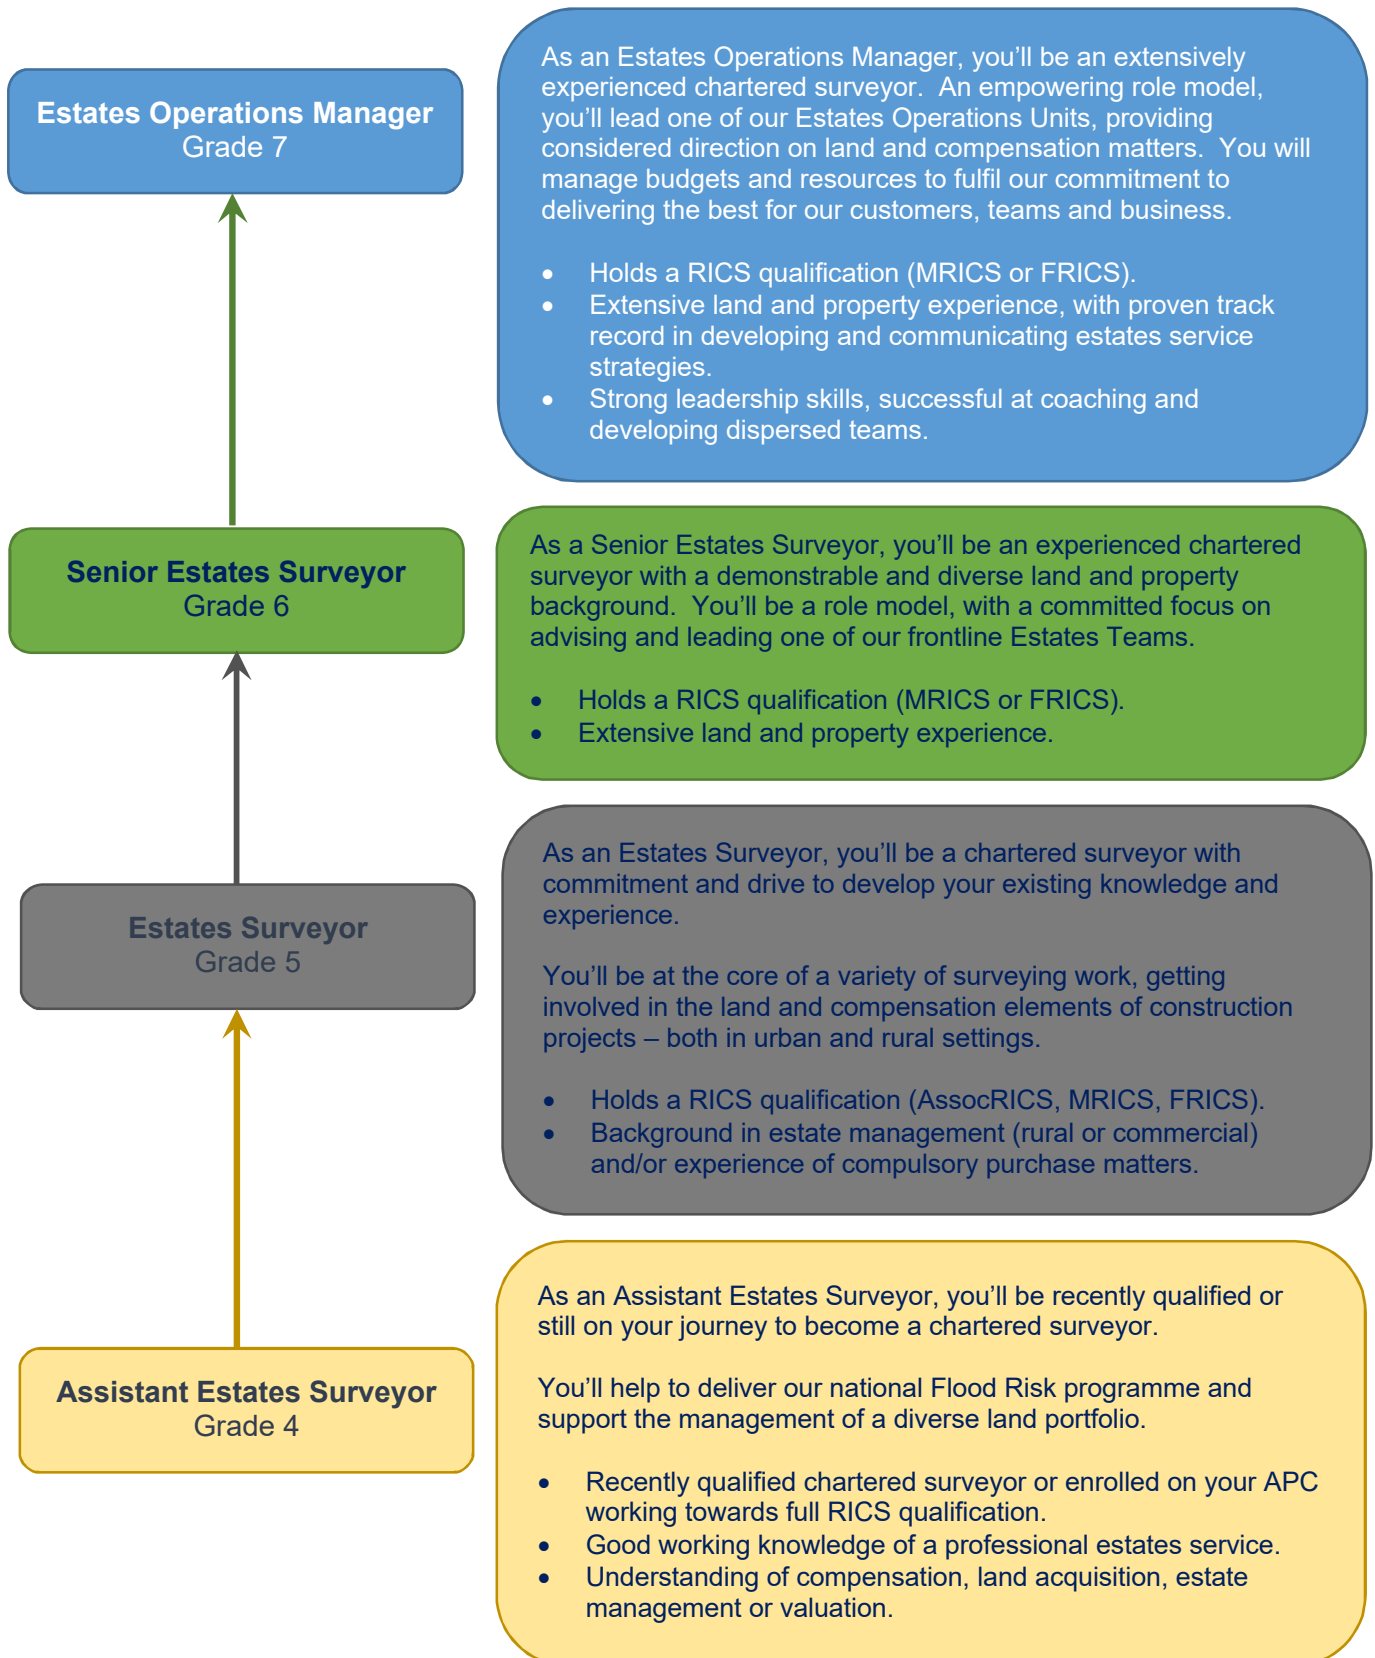 Estates Operations Manager
Grade 7
As an Estates Operations Manager, you’ll be an extensively
experienced chartered surveyor.  An empowering role model,
you’ll lead one of our Estates Operations Units, providing
considered direction on land and compensation matters.  You will
manage budgets and resources to fulfil our commitment to
delivering the best for our customers, teams and business.
• Holds a RICS qualification (MRICS or FRICS).
• Extensive land and property experience, with proven track
record in developing and communicating estates service
strategies.
• Strong leadership skills, successful at coaching and
developing dispersed teams.
Senior Estates Surveyor
Grade 6
As a Senior Estates Surveyor, you’ll be an experienced chartered
surveyor with a demonstrable and diverse land and property
background.  You’ll be a role model, with a committed focus on
advising and leading one of our frontline Estates Teams.
• Holds a RICS qualification (MRICS or FRICS).
• Extensive land and property experience.
Estates Surveyor
Grade 5
As an Estates Surveyor, you’ll be a chartered surveyor with
commitment and drive to develop your existing knowledge and
experience.
You’ll be at the core of a variety of surveying work, getting
involved in the land and compensation elements of construction
projects – both in urban and rural settings.
• Holds a RICS qualification (AssocRICS, MRICS, FRICS).
• Background in estate management (rural or commercial)
and/or experience of compulsory purchase matters.
Assistant Estates Surveyor
Grade 4
As an Assistant Estates Surveyor, you’ll be recently qualified or
still on your journey to become a chartered surveyor.
You’ll help to deliver our national Flood Risk programme and
support the management of a diverse land portfolio.
• Recently qualified chartered surveyor or enrolled on your APC
working towards full RICS qualification.
• Good working knowledge of a professional estates service.
• Understanding of compensation, land acquisition, estate
management or valuation.